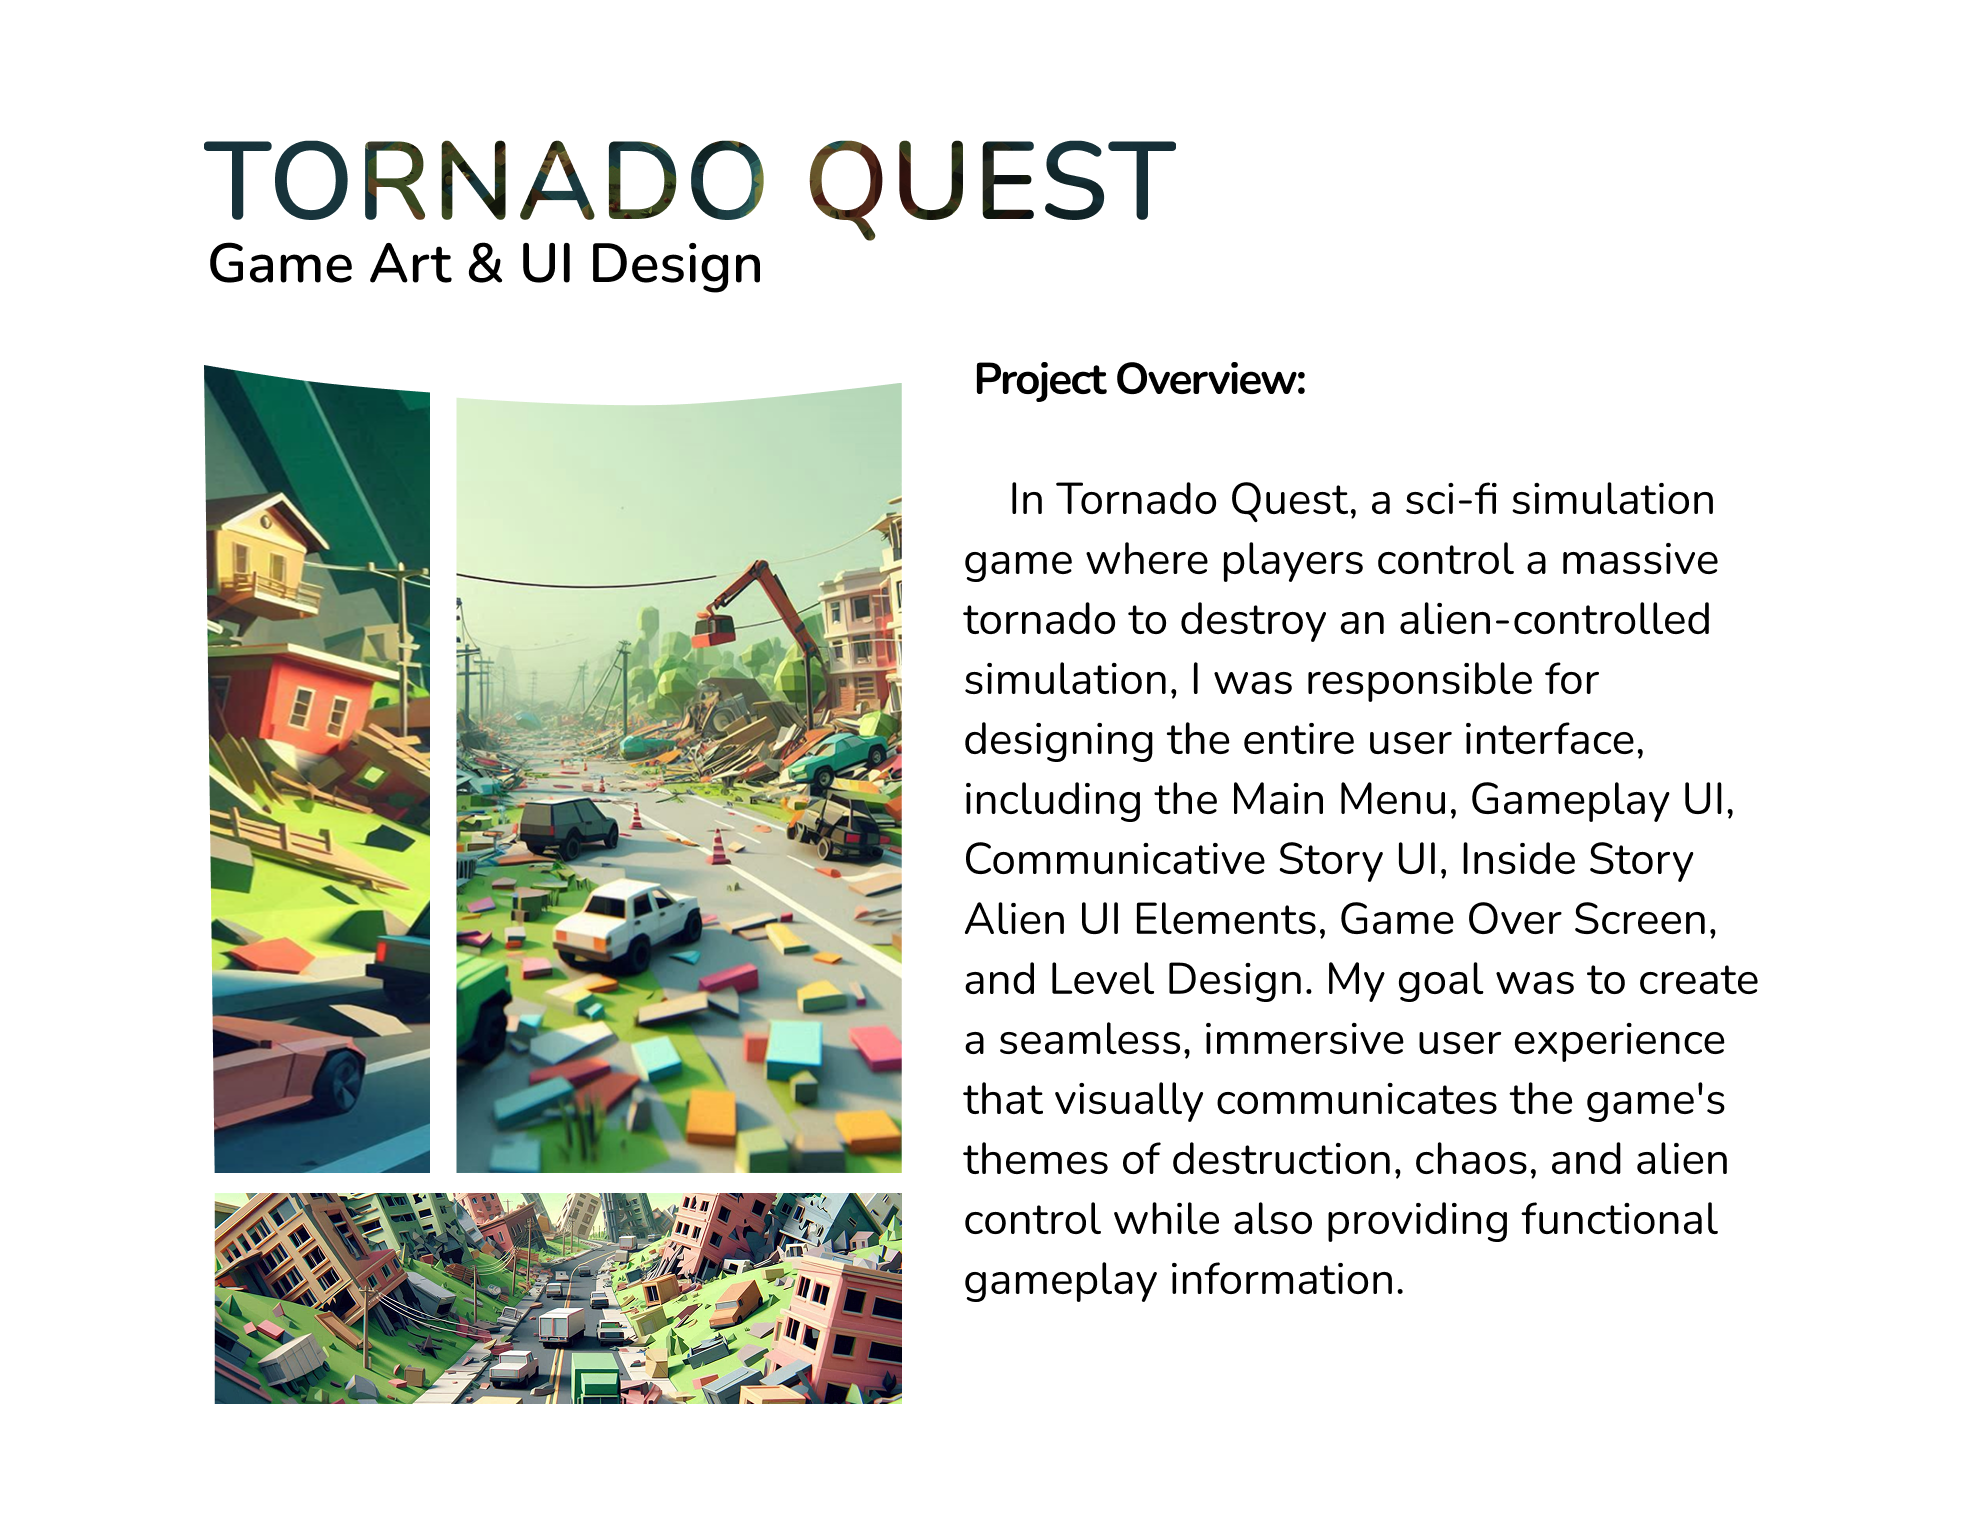 TORNADO QUEST
Game Art & UI Design
Project Overview:
In Tornado Quest, a sci-fi simulation
game where players control a massive
tornado to destroy an alien-controlled
simulation, I was responsible for
designing the entire user interface,
including the Main Menu, Gameplay UI,
Communicative Story UI, Inside Story
Alien UI Elements, Game Over Screen,
and Level Design. My goal was to create
a seamless, immersive user experience
that visually communicates the game's
themes of destruction, chaos, and alien
control while also providing functional
gameplay information.